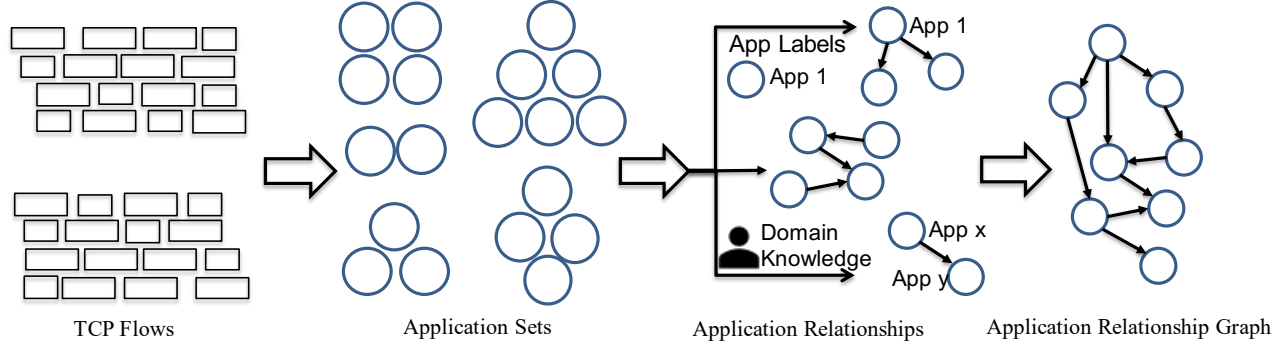 App Labels
App 1
App 1
Domain
Knowledge
App x
App y
TCP Flows
Application Sets
Application Relationships
Application Relationship Graph